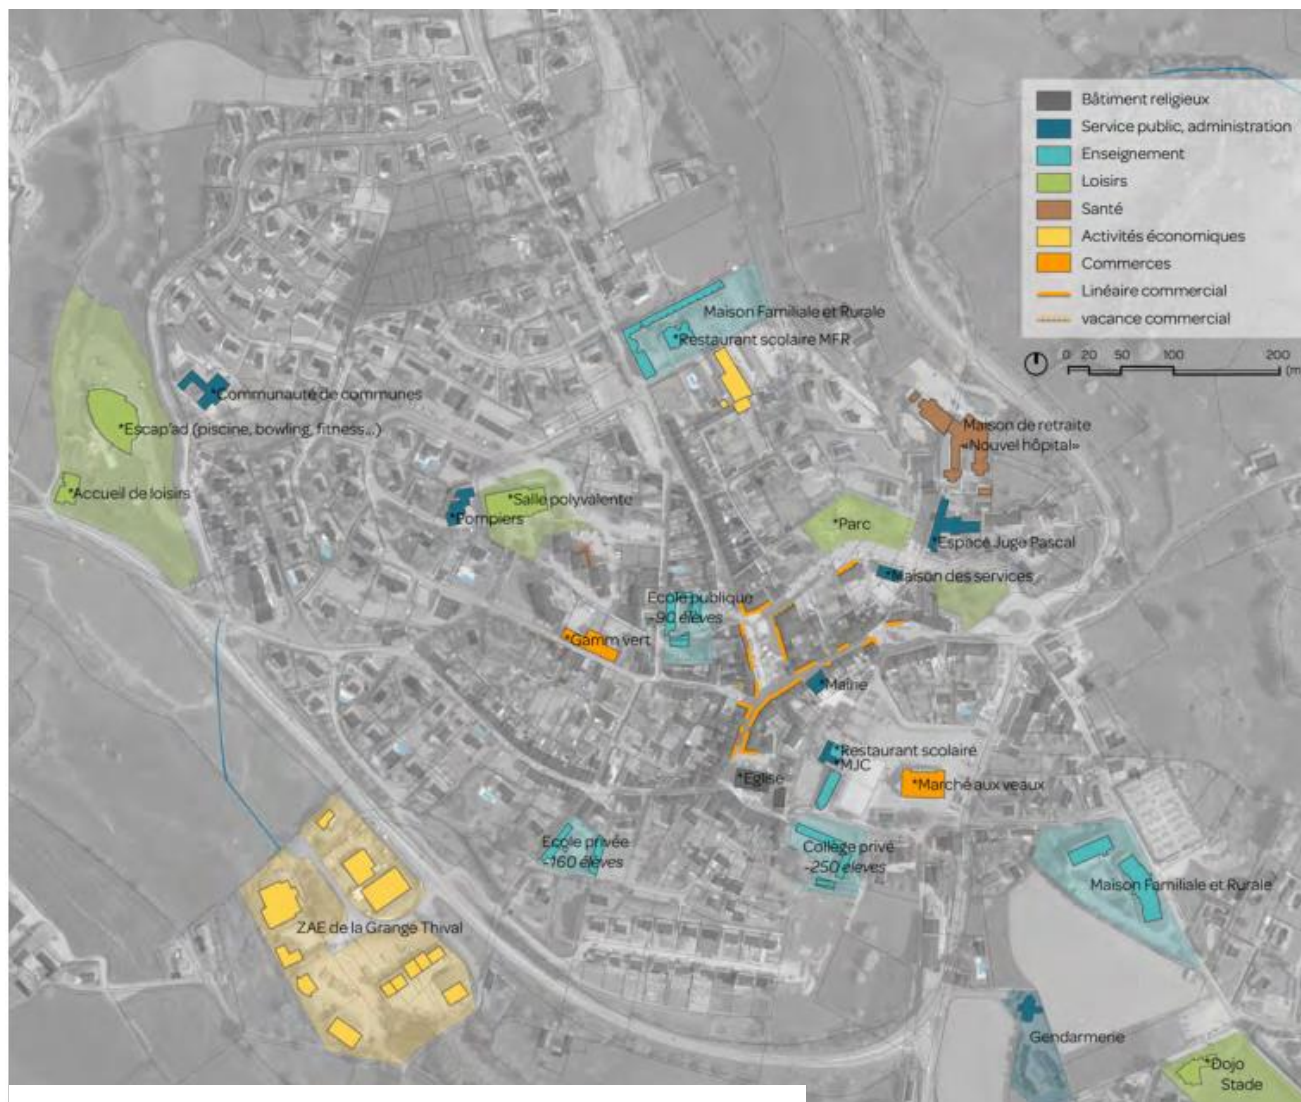 Bâtiment religieux
Service public, administration
Enseignement
Loisirs
Santé
Activités économiques
Commerces
Linéaire commercial
vacance commercial
0 20 50 100 200
(m
Maison Familiale et Rurale
*Restaurant scolaire MFR
*Communauté de communes
*Escap'ad (piscine, bowling, fitness...)
Maison de retraite
«Nouvel hôpital»
*Accueil de loisirs
*Salle polyvalente
*Pompiers
*Parc
*Espace Juge Pascal
*Maison des services
Ecole publique
~90 élèves
*Gamm vert
*Mairie
*Restaurant scolaire
*MJC
*Eglise
*Marché aux veaux
Ecole privée
~160 élèves
Collège privé
~250 eleves
Maison Familiale et Rurale
ZAE de la Grange Thival
Gendarmerie
*Dojo
Stade